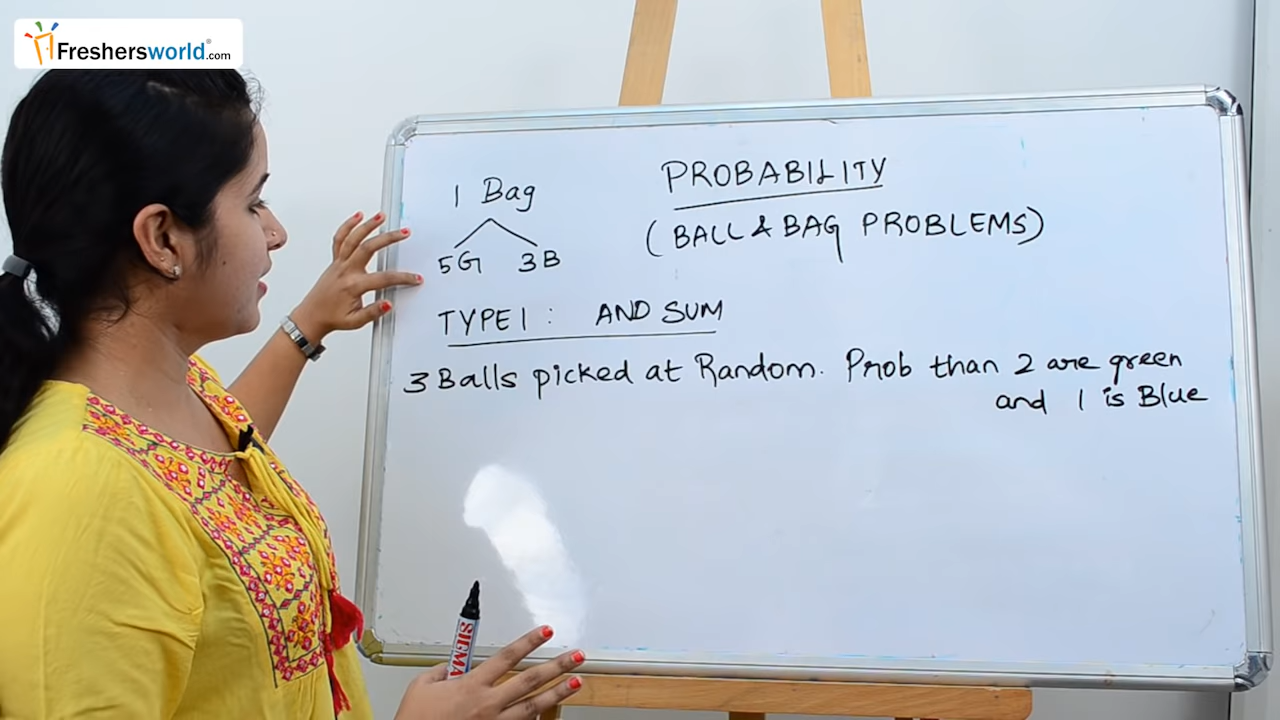 Freshersworld.com
1 Bag
5G 3B
PROBABILITY
(BALL & BAG PROBLEMS)
TYPE 1 : AND SUM
3 Balls picked at Random. Prob than 2 are green
and 1 is Blue
SIGMA